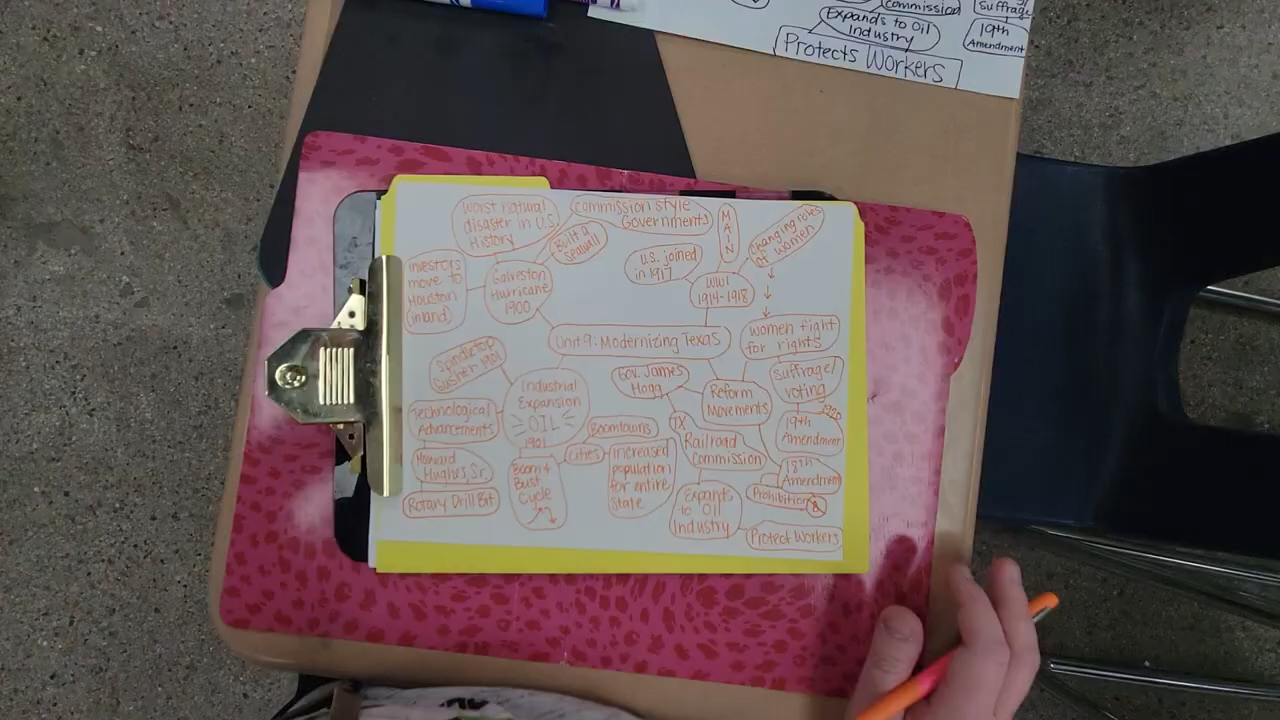 commission
suffrage
Expands to Oil
Industry
19th
Amendment
Protects Workers
worst natural
disaster in U.S.
History
commission style
Governments
Built a
seawall
M
A
I
N
changing roles
of women
U.S. joined
in 1917
investors
move to
Houston
(inland)
Galveston
Hurricane
1900
WWI
1914-1918
Unit 9: Modernizing Texas
women fight
for rights
Spindletop
Gusher 1901
Gov. James
Hogg
suffrage/
voting
Industrial
Expansion
OIL
1901
Reform
Movements
1920
19th
Amendment
Technological
Advancements
Boomtowns
TX
Railroad
commission
cities
increased
population
for entire
state
Howard
Hughes, Sr.
Boom &
Bust
Cycle
18th
Amendment
Prohibition
Rotary Drill Bit
Expants
to Oil
Industry
Protect Workers